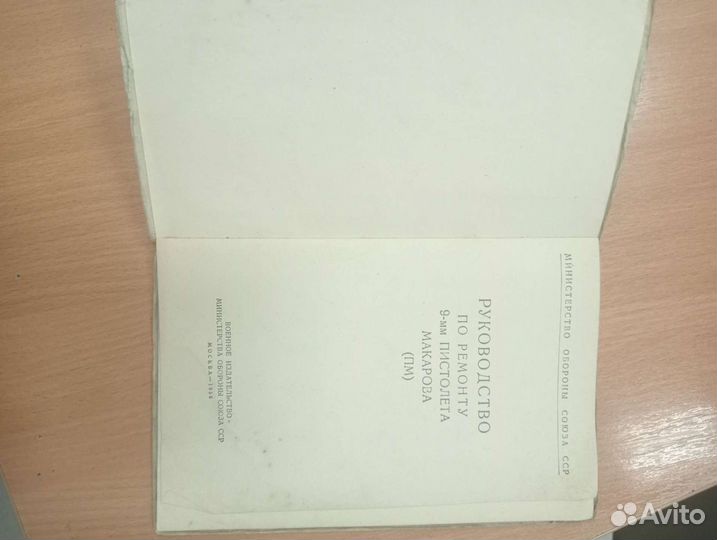 МИНИСТЕРСТВО ОБОРОНЫ СОЮЗА ССР
РУКОВОДСТВО
ПО РЕМОНТУ
9-мм ПИСТОЛЕТА
МАКАРОВА
(ПМ)
ВОЕННОЕ ИЗДАТЕЛЬСТВО
МИНИСТЕРСТВА ОБОРОНЫ СОЮЗА ССР
МОСКВА—
Avito